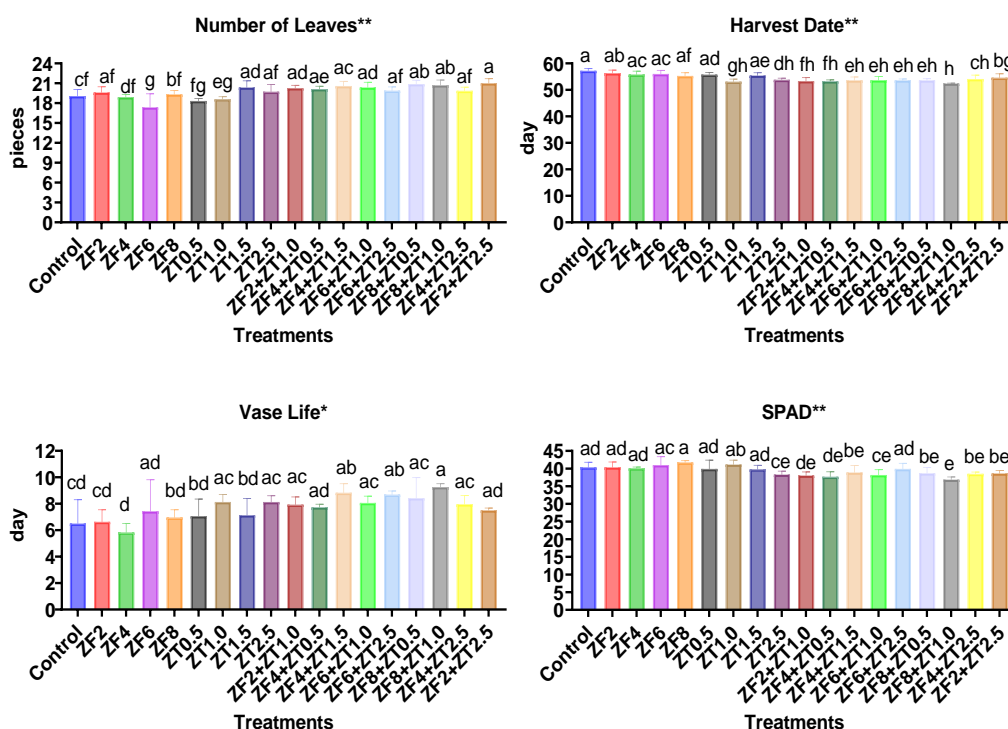 Number of Leaves**
pieces
24
21
18
15
12
9
6
3
0
cf af df g bf fg eg ad ad af ae ac ad af ab ab af a
Control ZF2 ZF4 ZF6 ZF8 ZT0.5 ZT1.0 ZT1.5 ZT2.5 ZF2+ZT1.0 ZF4+ZT0.5 ZF4+ZT1.5 ZF6+ZT1.0 ZF6+ZT2.5 ZF8+ZT0.5 ZF8+ZT1.0 ZF4+ZT2.5 ZF2+ZT2.5
Treatments
Harvest Date**
day
60
50
40
30
20
10
0
a ab ac ac af ad gh ae dh fh fh eh eh eh eh h ch bg
Control ZF2 ZF4 ZF6 ZF8 ZT0.5 ZT1.0 ZT1.5 ZT2.5 ZF2+ZT1.0 ZF4+ZT0.5 ZF4+ZT1.5 ZF6+ZT1.0 ZF6+ZT2.5 ZF8+ZT0.5 ZF8+ZT1.0 ZF4+ZT2.5 ZF2+ZT2.5
Treatments
Vase Life*
day
12
10
8
6
4
2
0
cd cd d ad bd bd ac bd ac ac ad ab ac ab ac a ac ad
Control ZF2 ZF4 ZF6 ZF8 ZT0.5 ZT1.0 ZT1.5 ZT2.5 ZF2+ZT1.0 ZF4+ZT0.5 ZF4+ZT1.5 ZF6+ZT1.0 ZF6+ZT2.5 ZF8+ZT0.5 ZF8+ZT1.0 ZF4+ZT2.5 ZF2+ZT2.5
Treatments
SPAD**
45
40
35
30
25
20
15
10
5
0
ad ad ad ac a ad ab ad ce de de be ce ad be e be be
Control ZF2 ZF4 ZF6 ZF8 ZT0.5 ZT1.0 ZT1.5 ZT2.5 ZF2+ZT1.0 ZF4+ZT0.5 ZF4+ZT1.5 ZF6+ZT1.0 ZF6+ZT2.5 ZF8+ZT0.5 ZF8+ZT1.0 ZF4+ZT2.5 ZF2+ZT2.5
Treatments